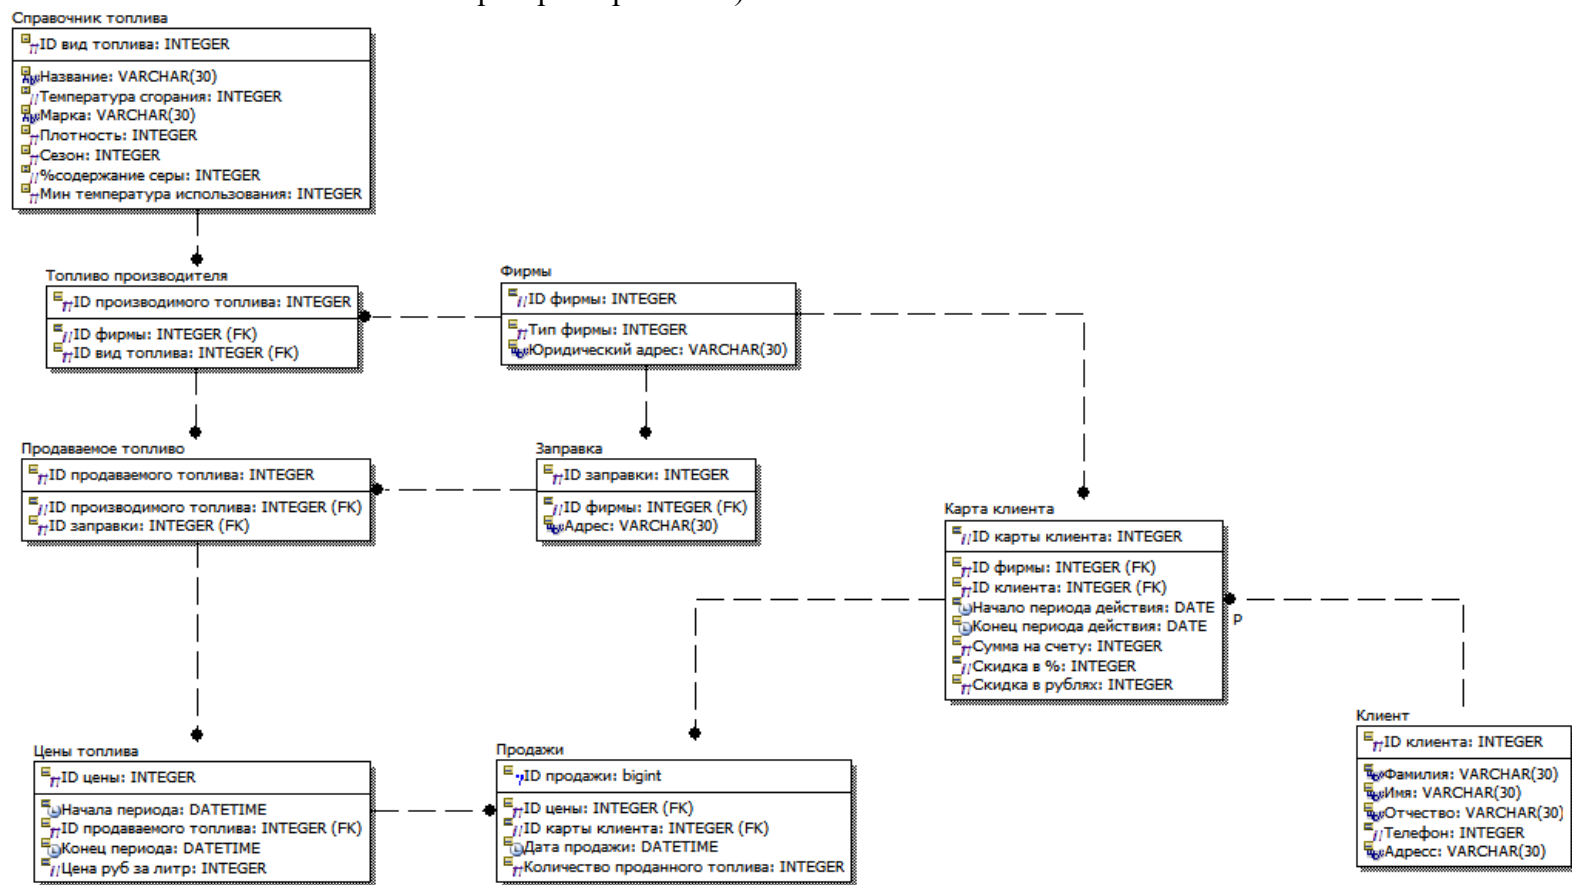 Справочник топлива
ID вид топлива: INTEGER
Название: VARCHAR(30)
Температура сгорания: INTEGER
Марка: VARCHAR(30)
Плотность: INTEGER
Сезон: INTEGER
%содержание серы: INTEGER
Мин температура использования: INTEGER
Топливо производителя
ID производимого топлива: INTEGER
ID фирмы: INTEGER (FK)
ID вид топлива: INTEGER (FK)
Фирмы
ID фирмы: INTEGER
Тип фирмы: INTEGER
Юридический адрес: VARCHAR(30)
Продаваемое топливо
ID продаваемого топлива: INTEGER
ID производимого топлива: INTEGER (FK)
ID заправки: INTEGER (FK)
Заправка
ID заправки: INTEGER
ID фирмы: INTEGER (FK)
Адрес: VARCHAR(30)
Карта клиента
ID карты клиента: INTEGER
ID фирмы: INTEGER (FK)
ID клиента: INTEGER (FK)
Начало периода действия: DATE
Конец периода действия: DATE
Сумма на счету: INTEGER
Скидка в %: INTEGER
Скидка в рублях: INTEGER
P
Клиент
ID клиента: INTEGER
Фамилия: VARCHAR(30)
Имя: VARCHAR(30)
Отчество: VARCHAR(30)
Телефон: INTEGER
Адресс: VARCHAR(30)
Цены топлива
ID цены: INTEGER
Начала периода: DATETIME
ID продаваемого топлива: INTEGER (FK)
Конец периода: DATETIME
Цена руб за литр: INTEGER
Продажи
ID продажи: bigint
ID цены: INTEGER (FK)
ID карты клиента: INTEGER (FK)
Дата продажи: DATETIME
Количество проданного топлива: INTEGER